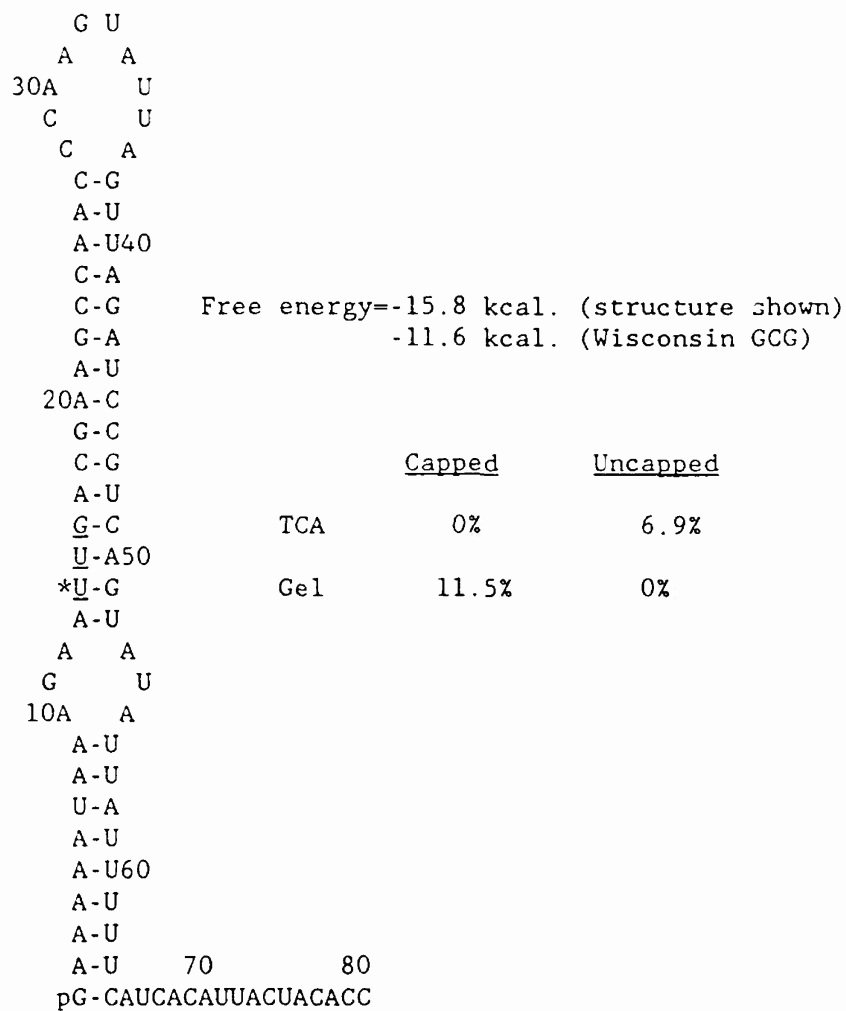 G U
A A
30A U
C U
C A
C-G
A-U
A-U40
C-A
C-G Free energy=-15.8 kcal. (structure shown)
G-A -11.6 kcal. (Wisconsin GCG)
A-U
20A-C
G-C
C-G Capped Uncapped
A-U
G-C TCA 0% 6.9%
U-A50
*U-G Gel 11.5% 0%
A-U
A A
G U
10A A
A-U
A-U
U-A
A-U
A-U60
A-U
A-U
A-U 70 80
pG-CAUCACAUUACUACACC